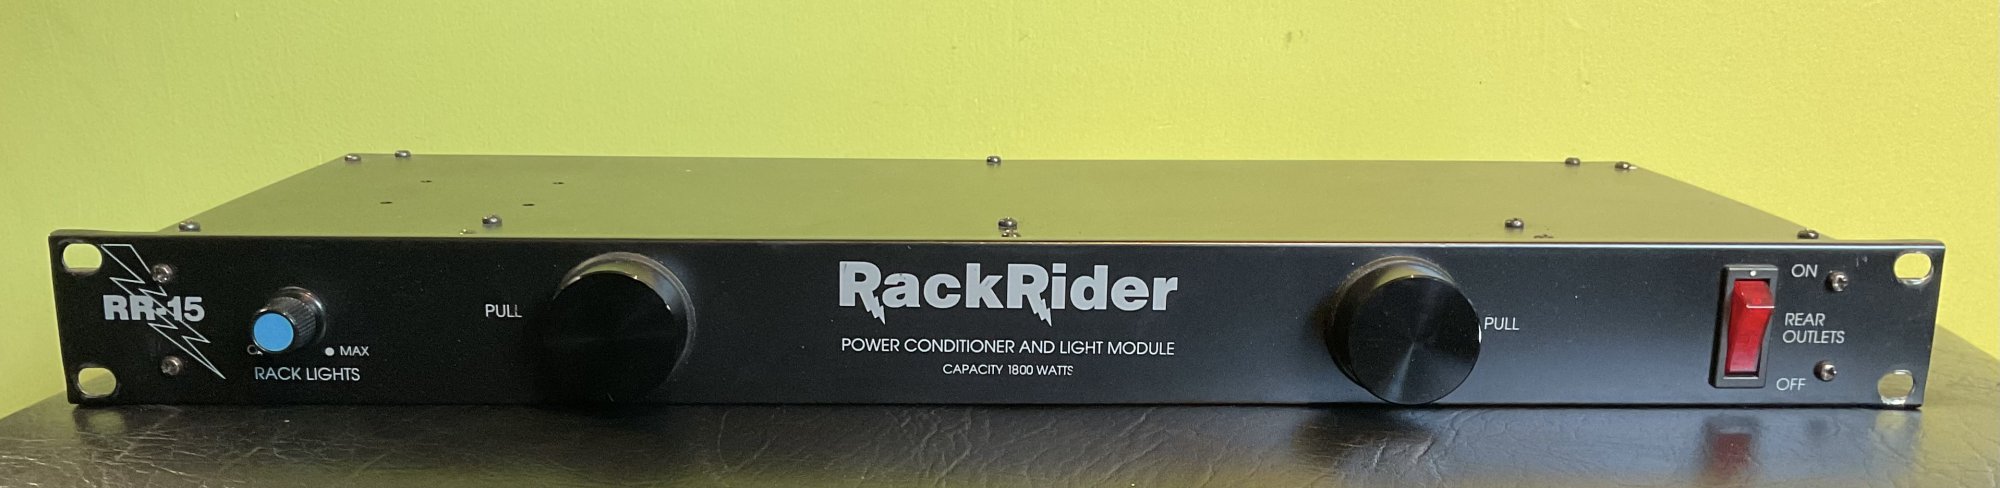 RR-15
MAX
RACK LIGHTS
PULL
RackRider
POWER CONDITIONER AND LIGHT MODULE
CAPACITY 1800 WATTS
PULL
ON
REAR
OUTLETS
OFF